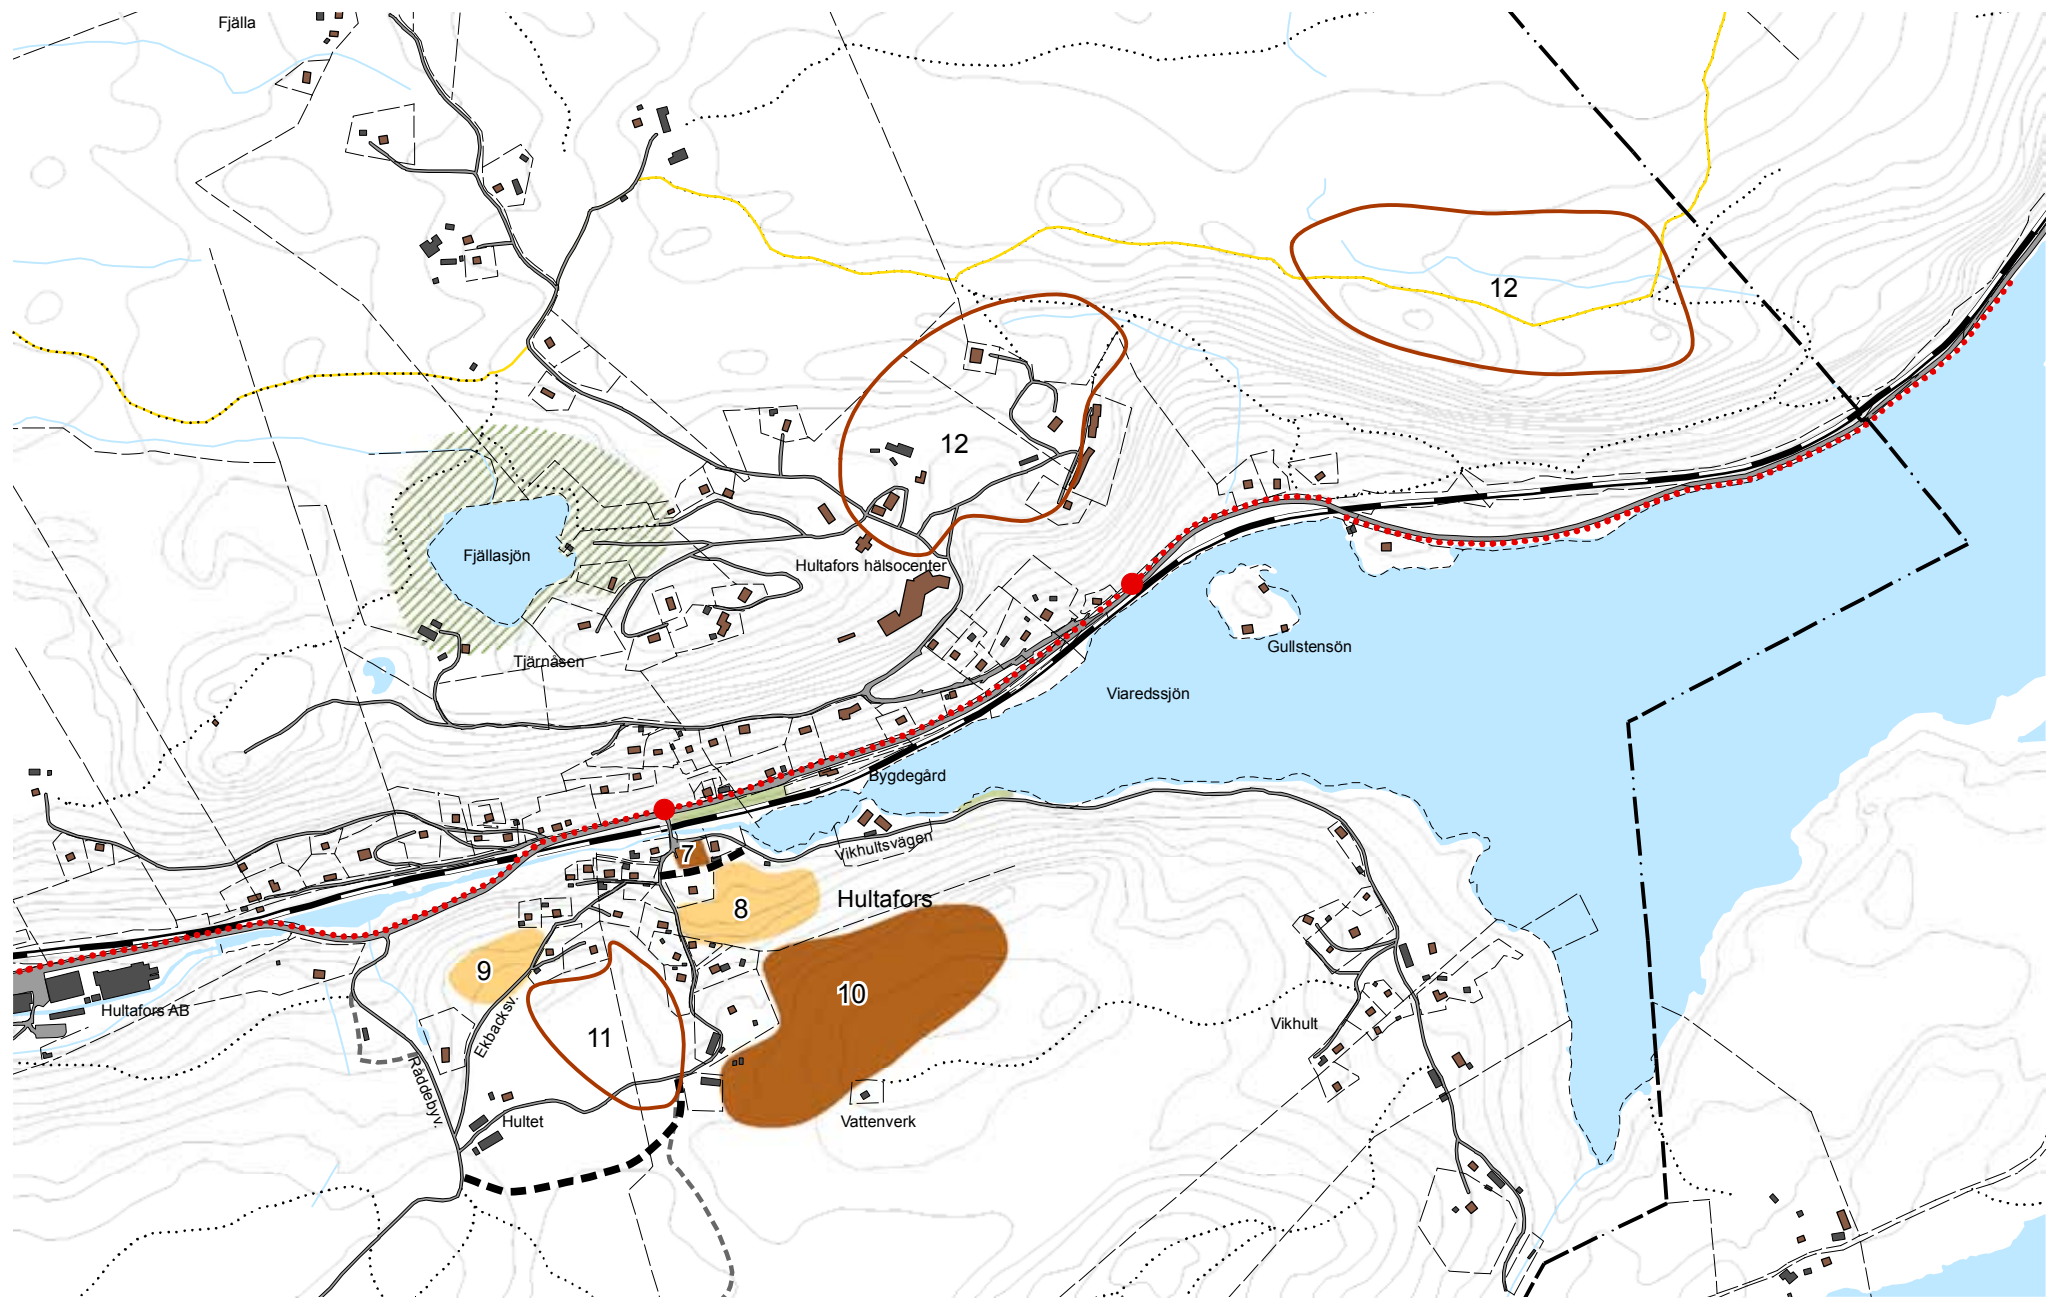 Fjälla
12
12
Fjällasjön
Hultafors hälsocenter
Gullstensön
Tjärnåsen
Viaredssjön
Bygdegård
Vikhultsvägen
7
Hultafors
8
9
10
Hultafors AB
Ekbacksv.
11
Vikhult
Råddebyv.
Hultet
Vattenverk